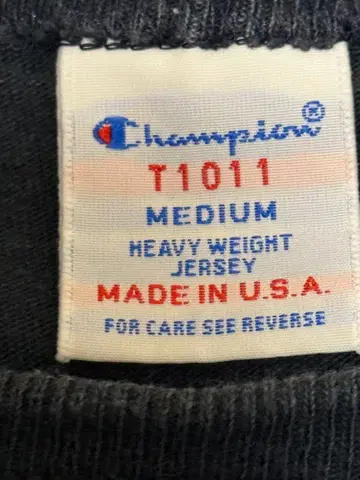 Champion®
T1011
MEDIUM
HEAVY WEIGHT
JERSEY
MADE IN U.S.A.
FOR CARE SEE REVERSE